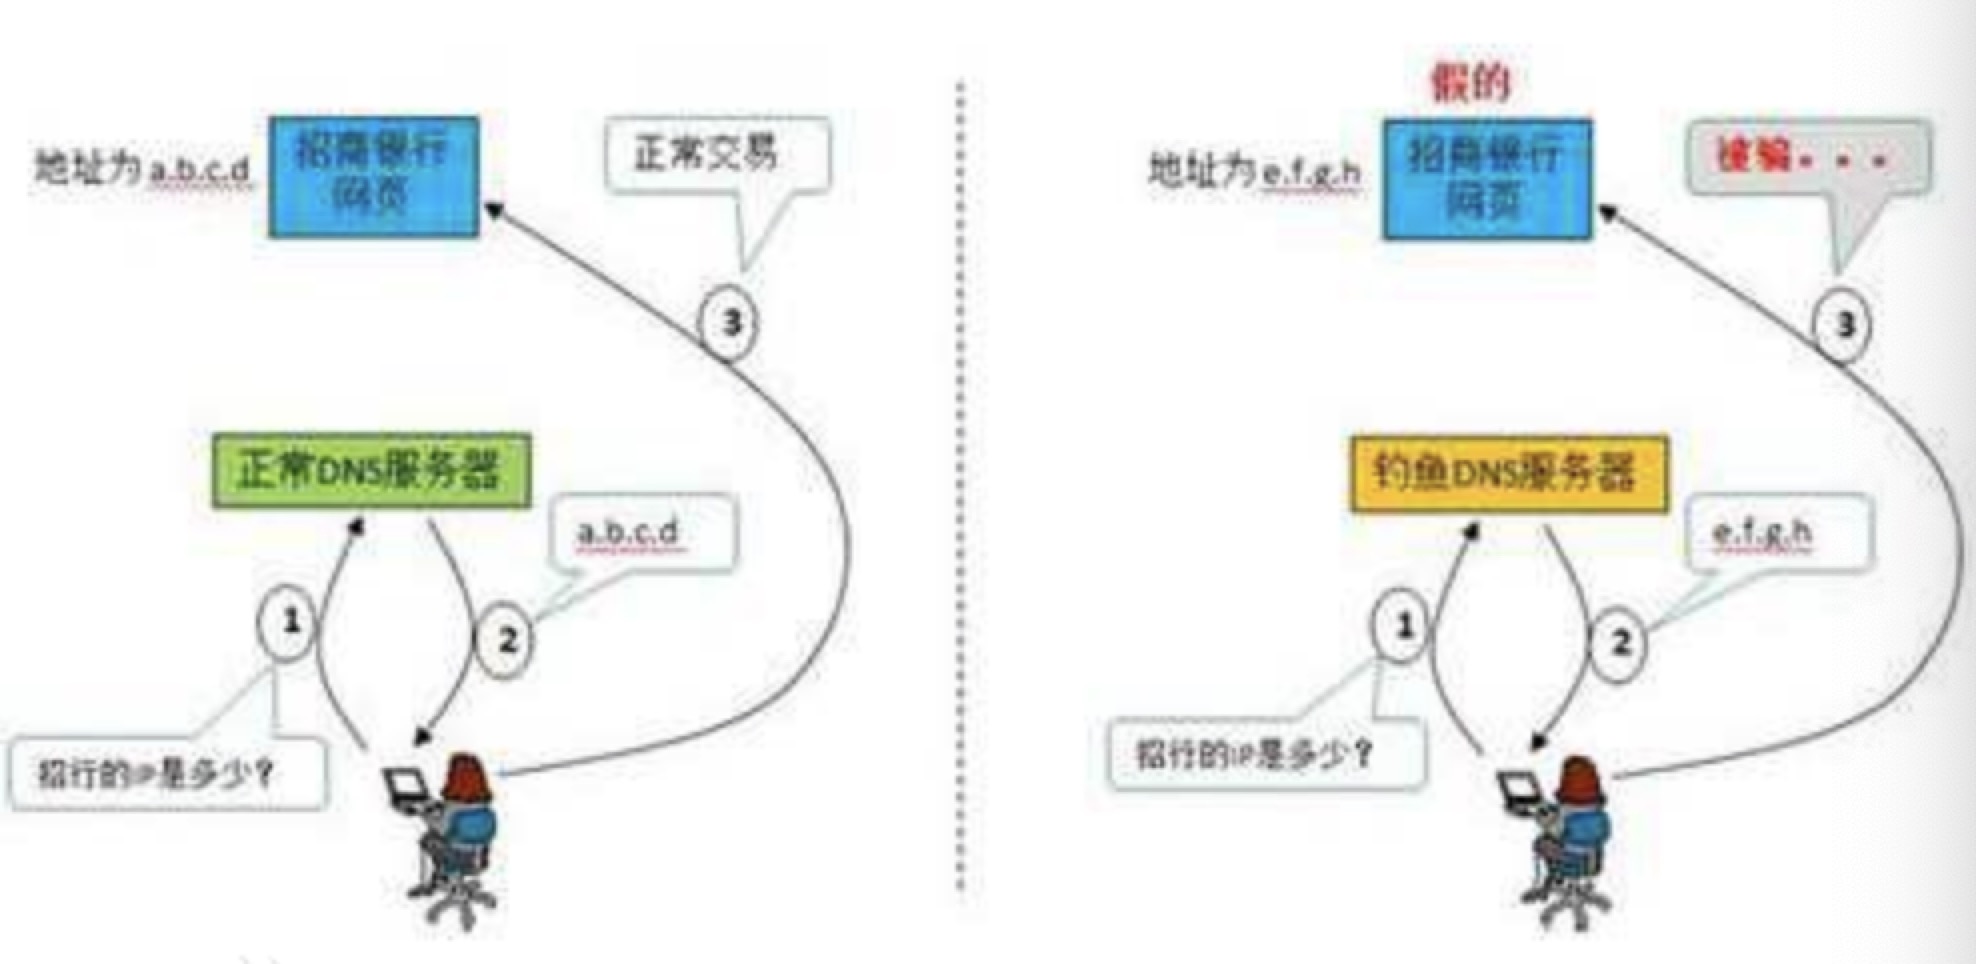 地址为a.b.c.d
招商银行
网页
正常交易
3
正常DNS服务器
a.b.c.d
1
2
招行的IP是多少?
假的
地址为e.f.g.h
招商银行
网页
被骗...
3
钓鱼DNS服务器
e.f.g.h
1
2
招行的IP是多少?